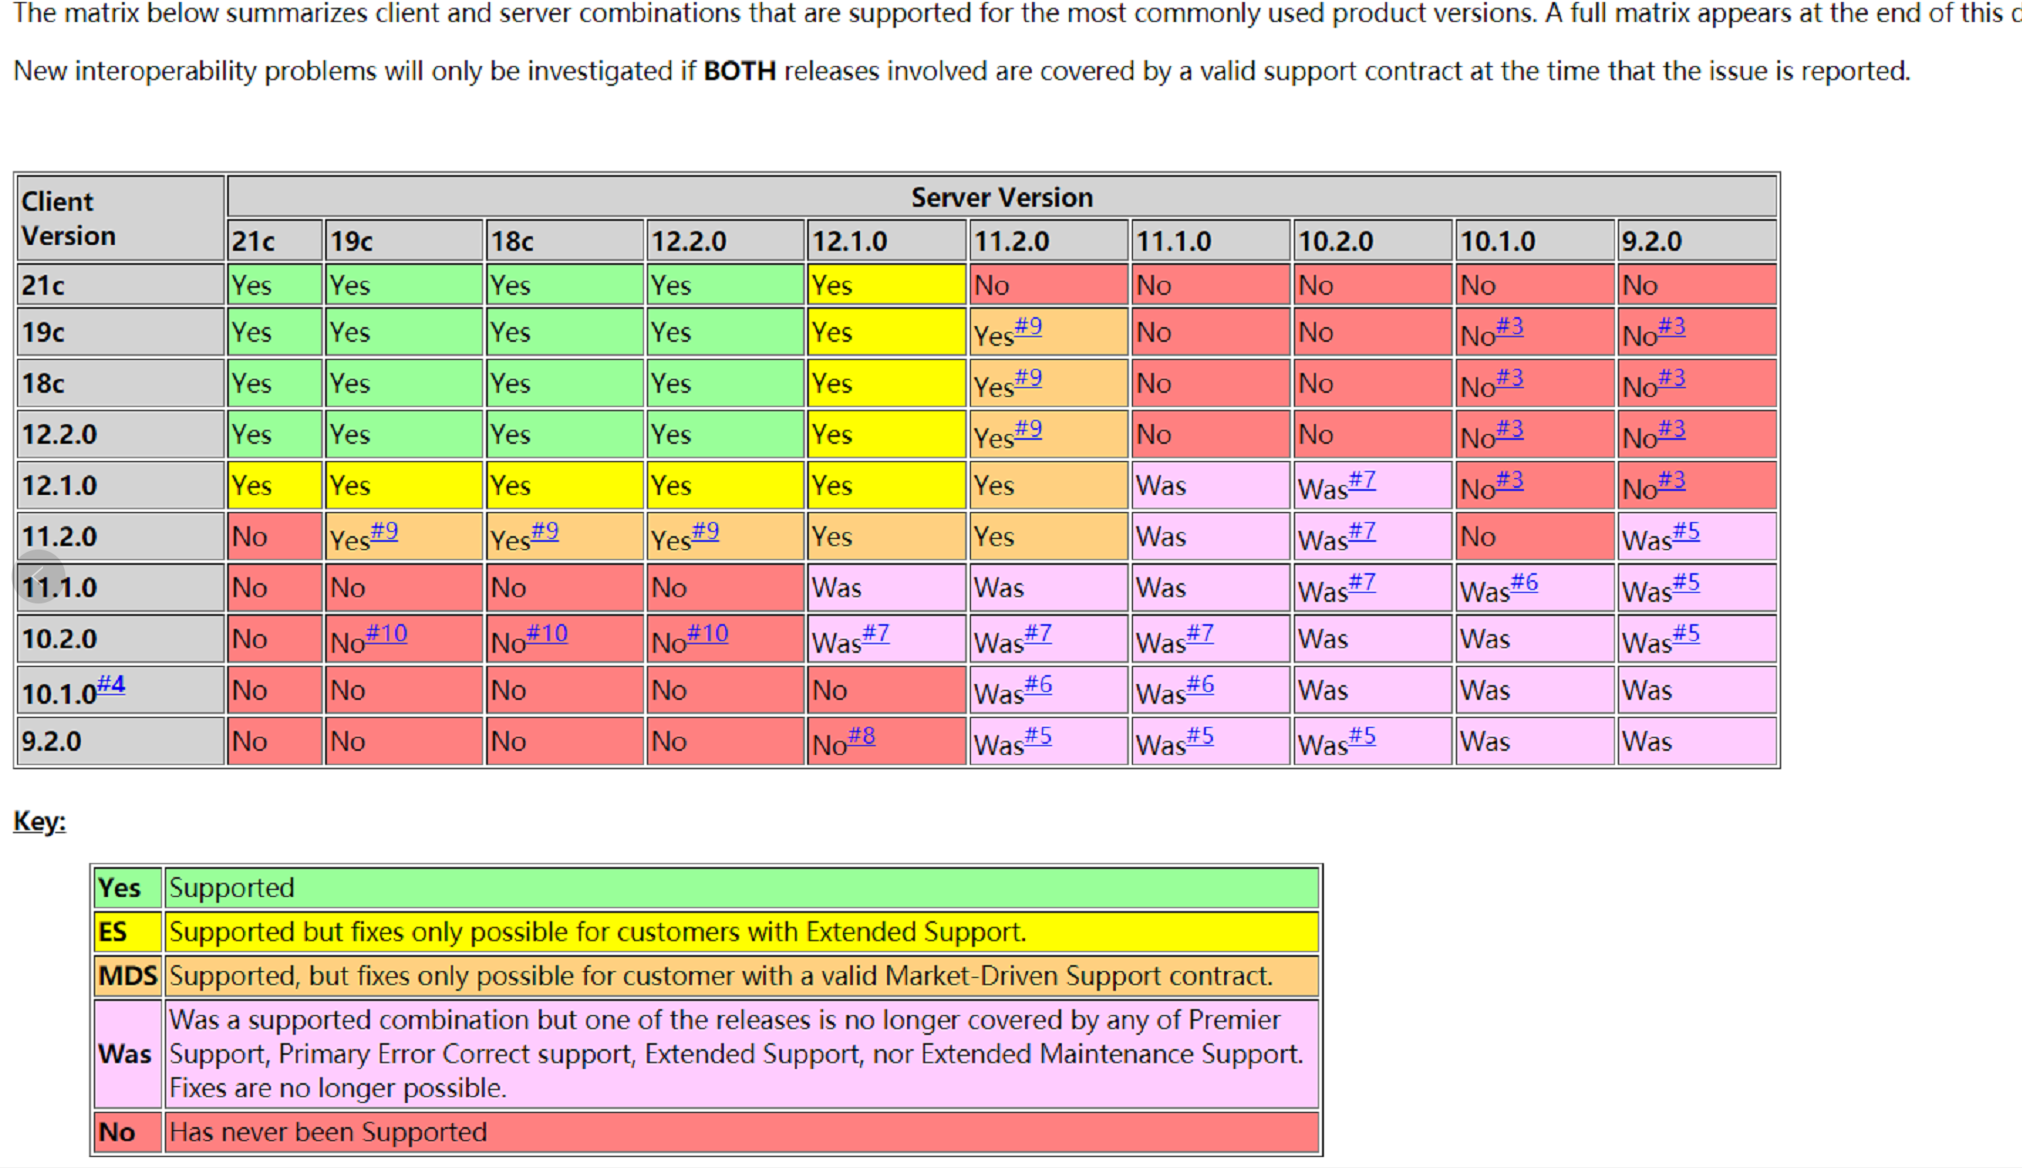 The matrix below summarizes client and server combinations that are supported for the most commonly used product versions. A full matrix appears at the end of this
New interoperability problems will only be investigated if BOTH releases involved are covered by a valid support contract at the time that the issue is reported.
Client Version Server Version
21c 19c 18c 12.2.0 12.1.0 11.2.0 11.1.0 10.2.0 10.1.0 9.2.0
21c Yes Yes Yes Yes Yes No No No No No
19c Yes Yes Yes Yes Yes Yes#9 No No No#3 No#3
18c Yes Yes Yes Yes Yes Yes#9 No No No#3 No#3
12.2.0 Yes Yes Yes Yes Yes Yes#9 No No No#3 No#3
12.1.0 Yes Yes Yes Yes Yes Yes Was Was#7 No#3 No#3
11.2.0 No Yes#9 Yes#9 Yes#9 Yes Yes Was Was#7 No Was#5
11.1.0 No No No No Was Was Was Was#7 Was#6 Was#5
10.2.0 No No#10 No#10 No#10 Was#7 Was#7 Was#7 Was Was Was#5
10.1.0#4 No No No No No Was#6 Was#6 Was Was Was
9.2.0 No No No No No#8 Was#5 Was#5 Was#5 Was Was
Key:
Yes Supported
ES Supported but fixes only possible for customers with Extended Support.
MDS Supported, but fixes only possible for customer with a valid Market-Driven Support contract.
Was a supported combination but one of the releases is no longer covered by any of Premier
Was Support, Primary Error Correct support, Extended Support, nor Extended Maintenance Support.
Fixes are no longer possible.
No Has never been Supported